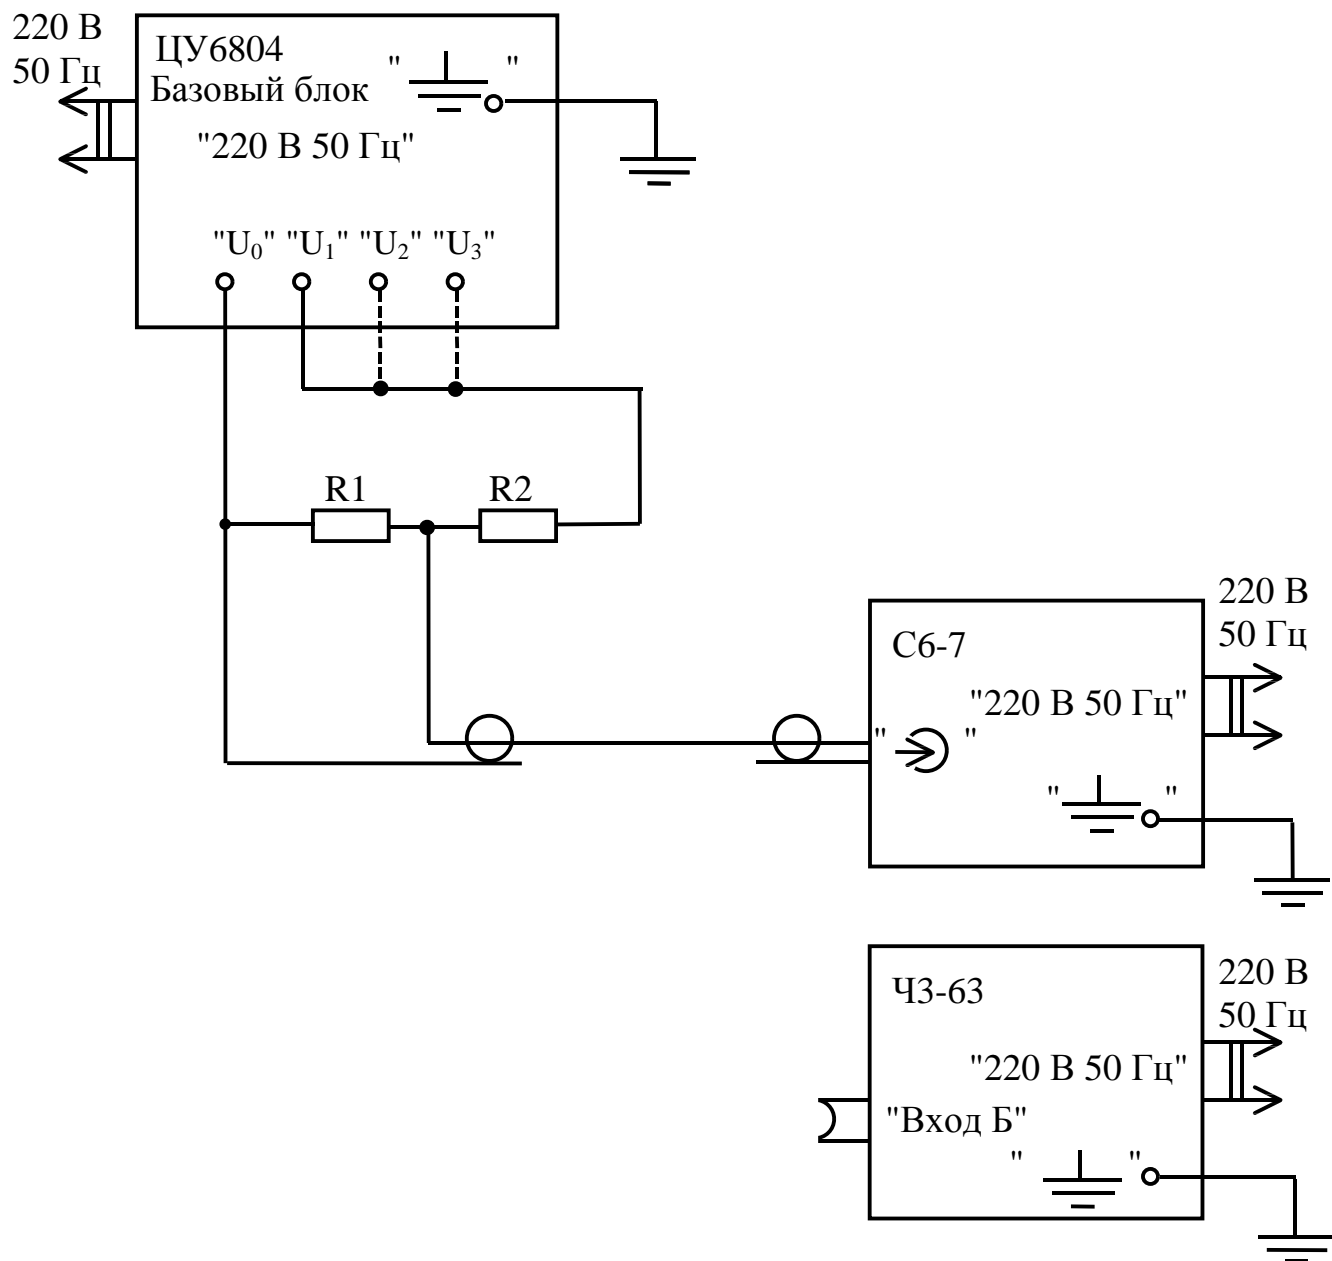 220 В
50 Гц
ЦУ6804
" "
Базовый блок
"220 В 50 Гц"
"U₀" "U₁" "U₂" "U₃"
R1 R2
220 В
50 Гц
С6-7
"220 В 50 Гц"
" "
" "
220 В
50 Гц
Ч3-63
"220 В 50 Гц"
"Вход Б"
" "